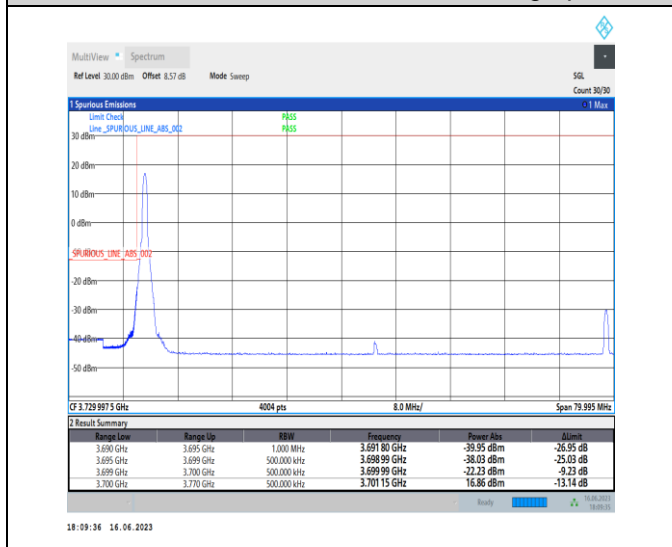 MultiView Spectrum
Ref Level 30.00 dBm Offset 8.57 dB Mode Sweep SGL
Count 30/30
1 Spurious Emissions 1 Max
Limit Check PASS
Line _SPURIOUS_LINE_ABS_002 PASS
30 dBm
20 dBm
10 dBm
0 dBm
_SPURIOUS_LINE_ABS_002
-20 dBm
-30 dBm
-40 dBm
-50 dBm
CF 3.729 997 5 GHz 4004 pts 8.0 MHz/ Span 79.995 MHz
2 Result Summary
Range Low Range Up RBW Frequency Power Abs ΔLimit
3.690 GHz 3.695 GHz 1.000 MHz 3.691 80 GHz -39.95 dBm -26.95 dB
3.695 GHz 3.699 GHz 500.000 kHz 3.698 99 GHz -38.03 dBm -25.03 dB
3.699 GHz 3.700 GHz 500.000 kHz 3.699 99 GHz -22.23 dBm -9.23 dB
3.700 GHz 3.770 GHz 500.000 kHz 3.701 15 GHz 16.86 dBm -13.14 dB
Ready 16.06.2023
18:09:35
18:09:36 16.06.2023